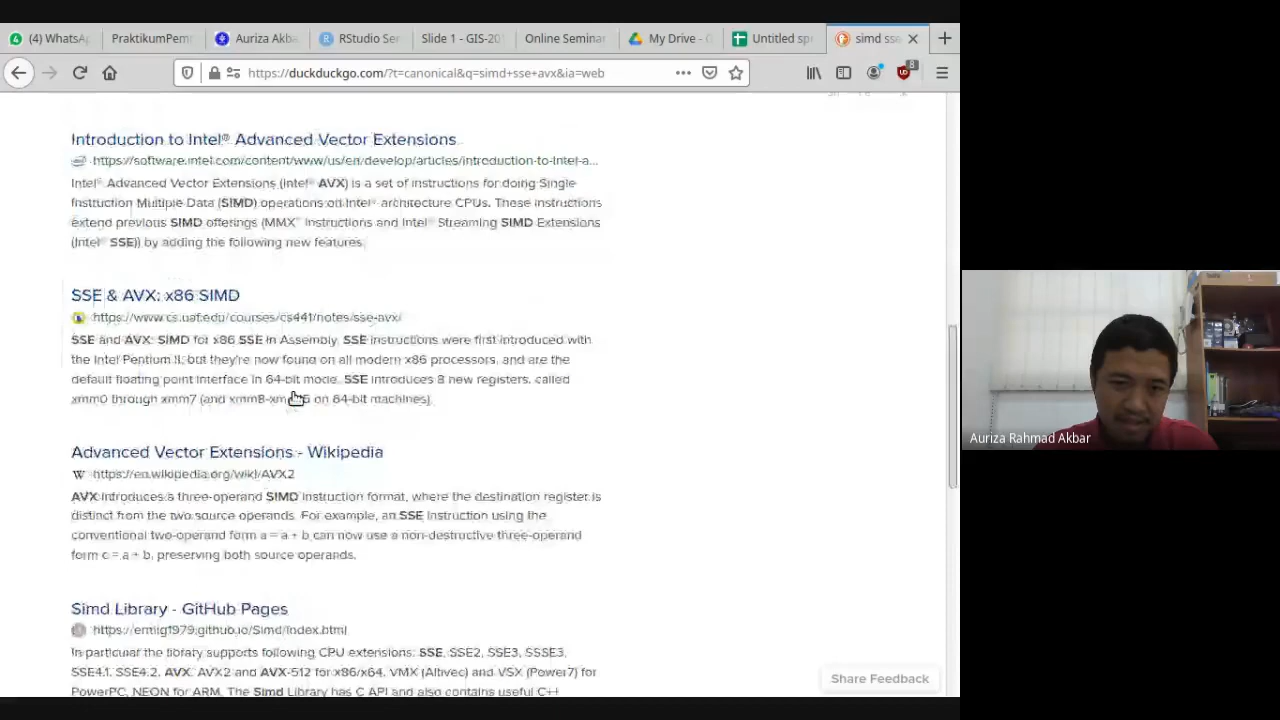 (4) WhatsA
PraktikumPem
Auriza Akba
RStudio Ser
Slide 1 - GIS-20
Online Seminar
My Drive - G
Untitled spr
simd sse
https://duckduckgo.com/?t=canonical&q=simd+sse+avx&ia=web
8
Introduction to Intel® Advanced Vector Extensions
https://software.intel.com/content/www/us/en/develop/articles/introduction-to-intel-a...
Intel® Advanced Vector Extensions (Intel® AVX) is a set of instructions for doing Single
Instruction Multiple Data (SIMD) operations on Intel® architecture CPUs. These instructions
extend previous SIMD offerings (MMX™ instructions and Intel® Streaming SIMD Extensions
(Intel® SSE)) by adding the following new features.
SSE & AVX: x86 SIMD
https://www.cs.uaf.edu/courses/cs441/notes/sse-avx/
SSE and AVX: SIMD for x86 SSE in Assembly. SSE instructions were first introduced with
the Intel Pentium II, but they're now found on all modern x86 processors, and are the
default floating point interface in 64-bit mode. SSE introduces 8 new registers, called
xmm0 through xmm7 (and on 64-bit machines).
Advanced Vector Extensions - Wikipedia
W https://en.wikipedia.org/wiki/AVX2
AVX introduces a three-operand SIMD instruction format, where the destination register is
distinct from the two source operands. For example, an SSE instruction using the
conventional two-operand form a = a + b can now use a non-destructive three-operand
form c = a + b, preserving both source operands.
Simd Library - GitHub Pages
https://ermig1979.github.io/Simd/index.html
In particular the library supports following CPU extensions: SSE, SSE2, SSE3, SSSE3,
SSE4.1, SSE4.2, AVX, AVX2 and AVX-512 for x86/x64, VMX (Altivec) and VSX (Power7) for
PowerPC, NEON for ARM. The Simd Library has C API and also contains useful C++
Share Feedback
Auriza Rahmad Akbar